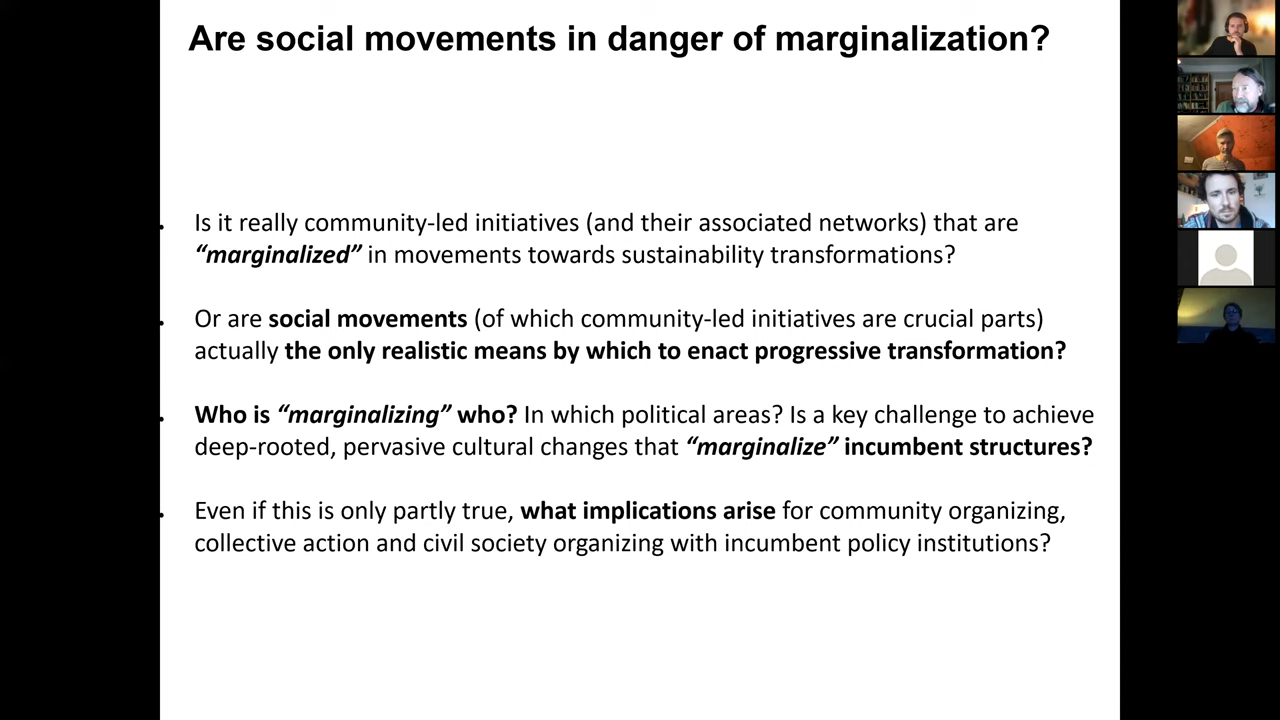 Are social movements in danger of marginalization?
• Is it really community-led initiatives (and their associated networks) that are
“marginalized” in movements towards sustainability transformations?
• Or are social movements (of which community-led initiatives are crucial parts)
actually the only realistic means by which to enact progressive transformation?
• Who is “marginalizing” who? In which political areas? Is a key challenge to achieve
deep-rooted, pervasive cultural changes that “marginalize” incumbent structures?
• Even if this is only partly true, what implications arise for community organizing,
collective action and civil society organizing with incumbent policy institutions?